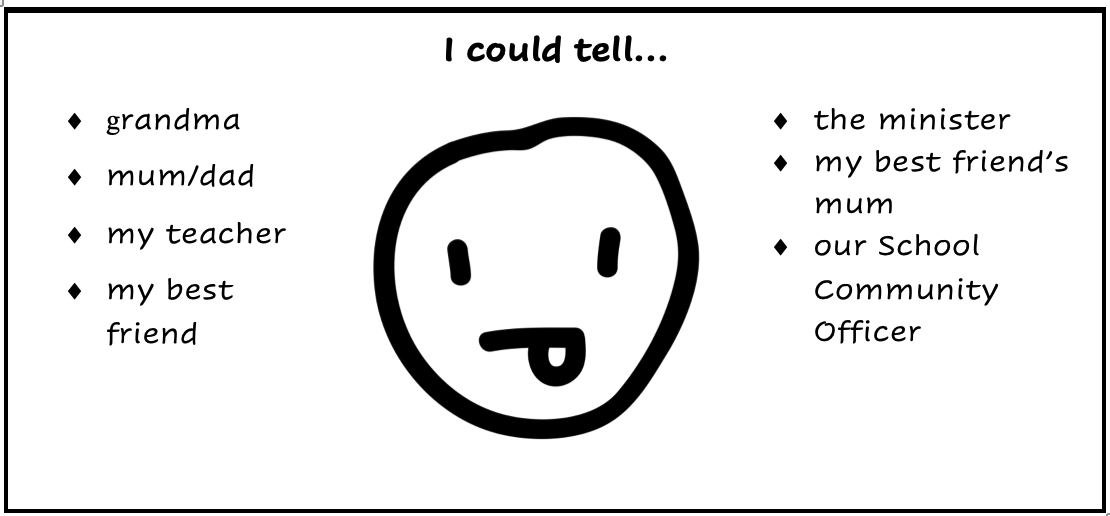 I could tell...
♦ grandma
♦ mum/dad
♦ my teacher
♦ my best
friend
♦ the minister
♦ my best friend's
mum
♦ our School
Community
Officer